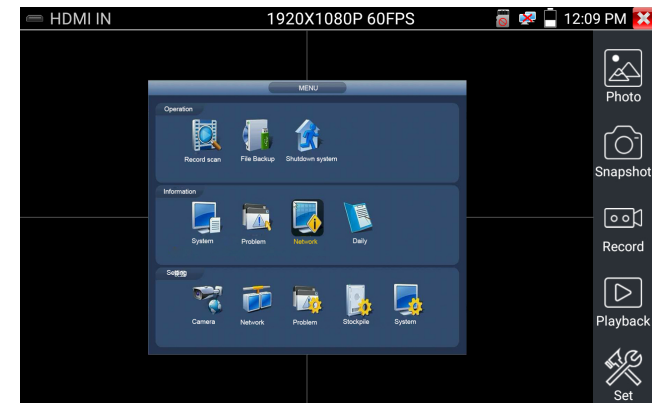 HDMI IN
1920X1080P 60FPS
12:09 PM
MENU
Operation
Record scan
File Backup
Shutdown system
Information
System
Problem
Network
Daily
Setting
Camera
Network
Problem
Stockpile
System
Photo
Snapshot
Record
Playback
Set